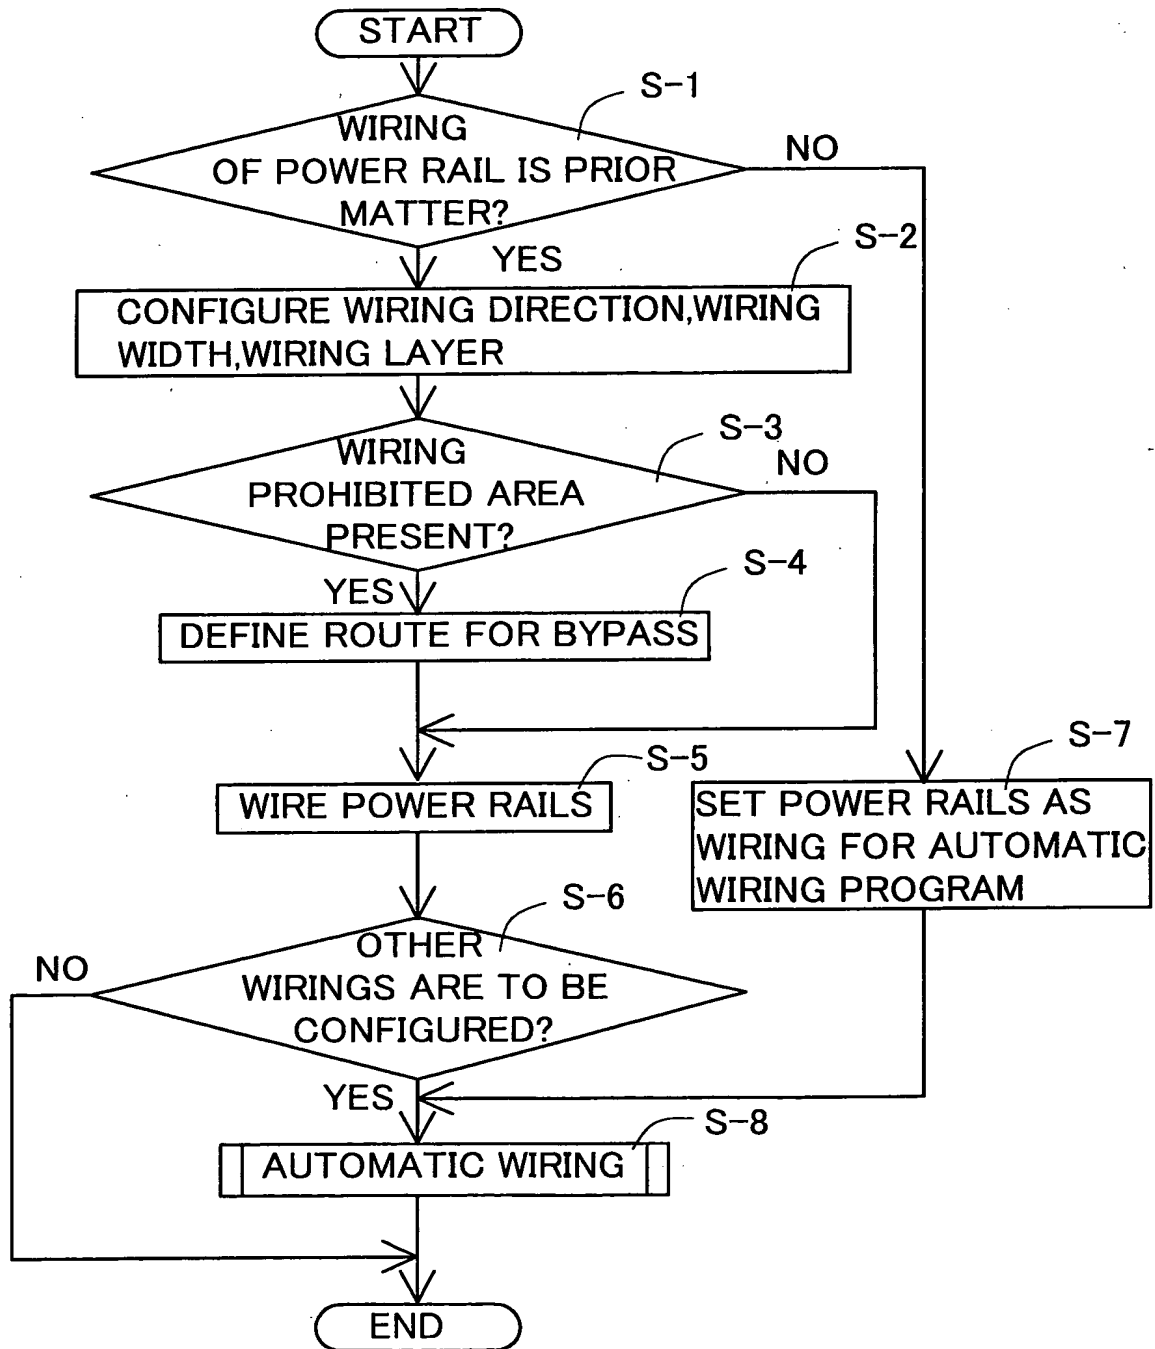 START
S-1
WIRING
OF POWER RAIL IS PRIOR
MATTER?
NO
YES
S-2
CONFIGURE WIRING DIRECTION,WIRING
WIDTH,WIRING LAYER
S-3
WIRING
PROHIBITED AREA
PRESENT?
NO
YES
S-4
DEFINE ROUTE FOR BYPASS
S-5
WIRE POWER RAILS
S-7
SET POWER RAILS AS
WIRING FOR AUTOMATIC
WIRING PROGRAM
S-6
OTHER
WIRINGS ARE TO BE
CONFIGURED?
NO
YES
S-8
AUTOMATIC WIRING
END